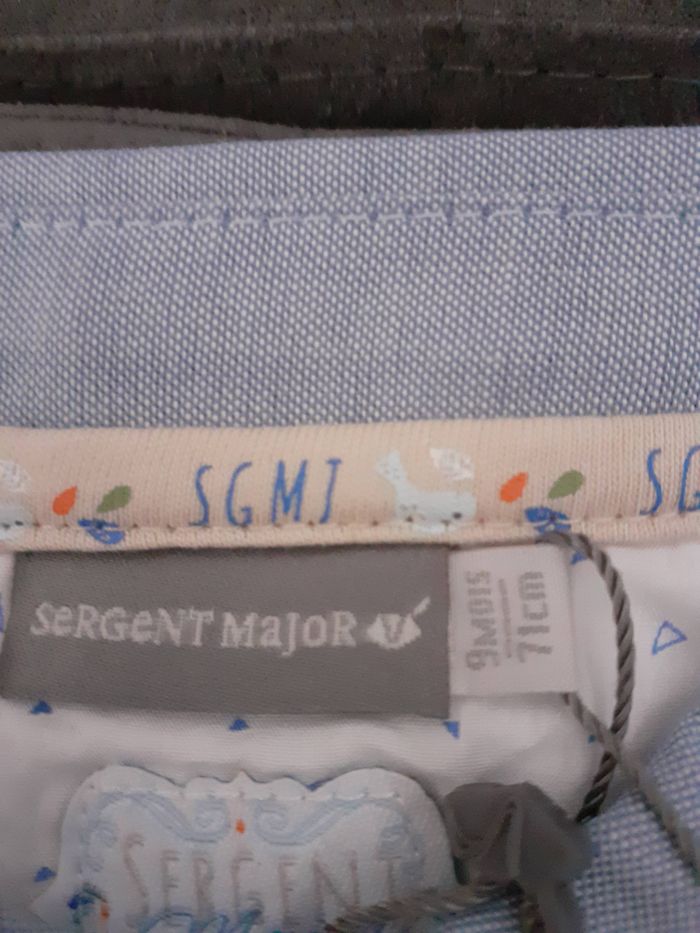 SGMJ
SG
SeRGeNT MaJoR
9MOIS
71cm
SERGENT